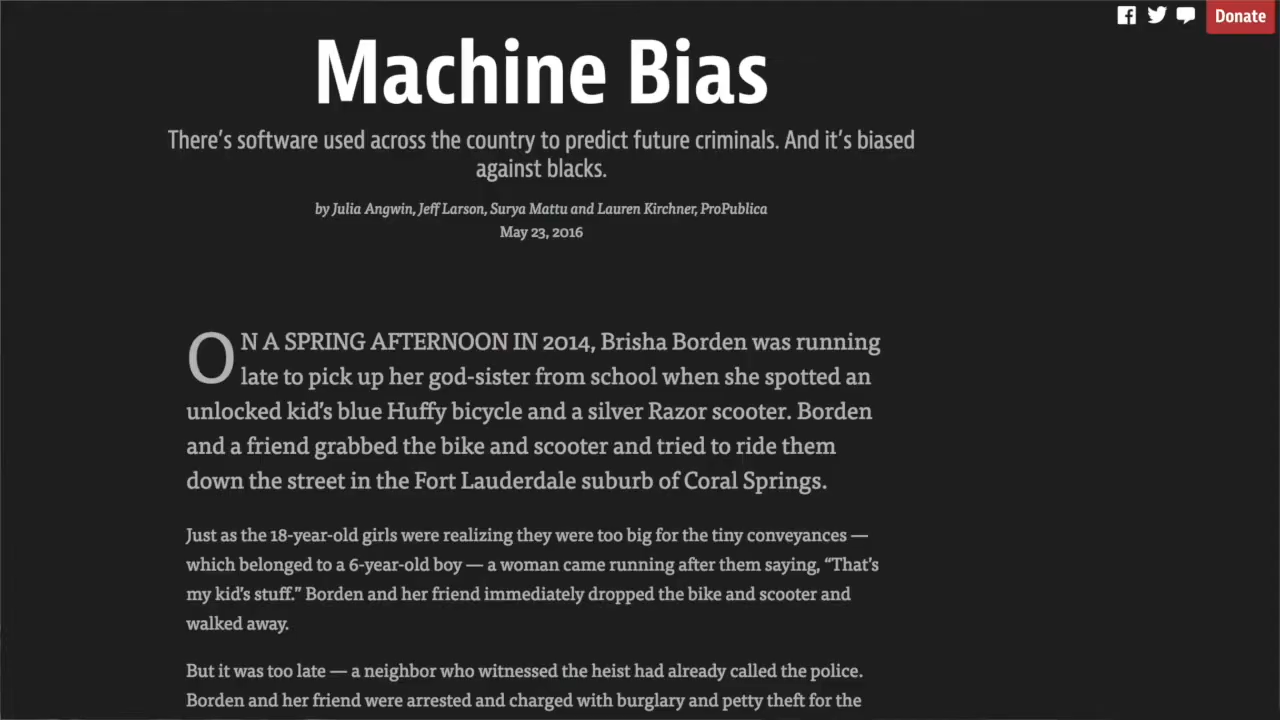 Donate
Machine Bias
There's software used across the country to predict future criminals. And it's biased
against blacks.
by Julia Angwin, Jeff Larson, Surya Mattu and Lauren Kirchner, ProPublica
May 23, 2016
ON A SPRING AFTERNOON IN 2014, Brisha Borden was running
late to pick up her god-sister from school when she spotted an
unlocked kid's blue Huffy bicycle and a silver Razor scooter. Borden
and a friend grabbed the bike and scooter and tried to ride them
down the street in the Fort Lauderdale suburb of Coral Springs.
Just as the 18-year-old girls were realizing they were too big for the tiny conveyances —
which belonged to a 6-year-old boy — a woman came running after them saying, “That's
my kid's stuff.” Borden and her friend immediately dropped the bike and scooter and
walked away.
But it was too late — a neighbor who witnessed the heist had already called the police.
Borden and her friend were arrested and charged with burglary and petty theft for the